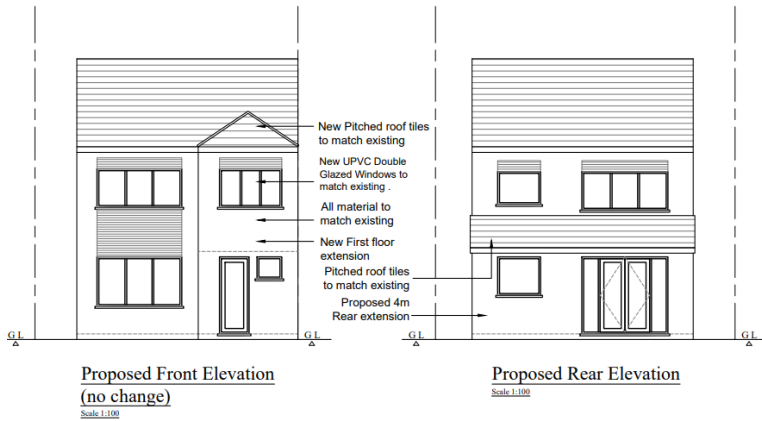 New Pitched roof tiles
to match existing
New UPVC Double
Glazed Windows to
match existing .
All material to
match existing
New First floor
extension
Pitched roof tiles
to match existing
Proposed 4m
Rear extension
G L
G L
G L
G L
Proposed Front Elevation
(no change)
Scale 1:100
Proposed Rear Elevation
Scale 1:100